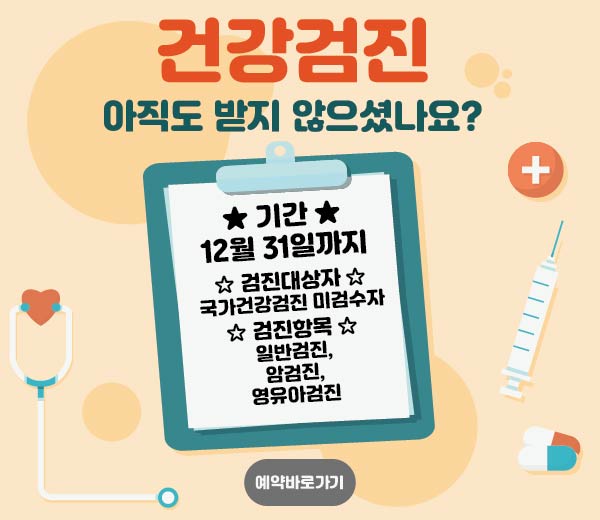 건강검진
아직도 받지 않으셨나요?
★ 기간 ★
12월 31일까지
☆ 검진대상자 ☆
국가건강검진 미검수자
☆ 검진항목 ☆
일반검진,
암검진,
영유아검진
예약바로가기